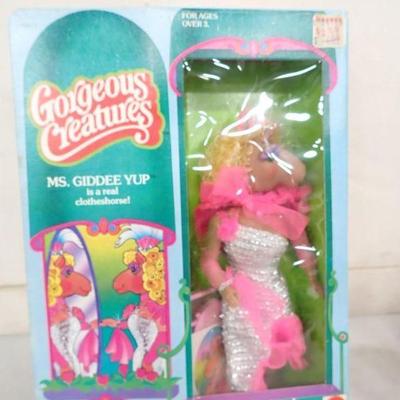 FOR AGES
OVER 3.
Gorgeous
Creatures
MS. GIDDEE YUP
is a real
clotheshorse!